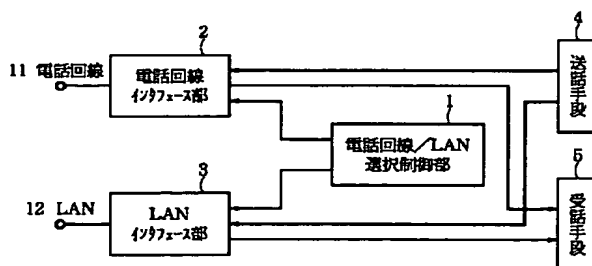 2
11 電話回線
電話回線
インタフェース部
4
送話手段
1
電話回線/LAN
選択制御部
3
12 LAN
LAN
インタフェース部
5
受話手段